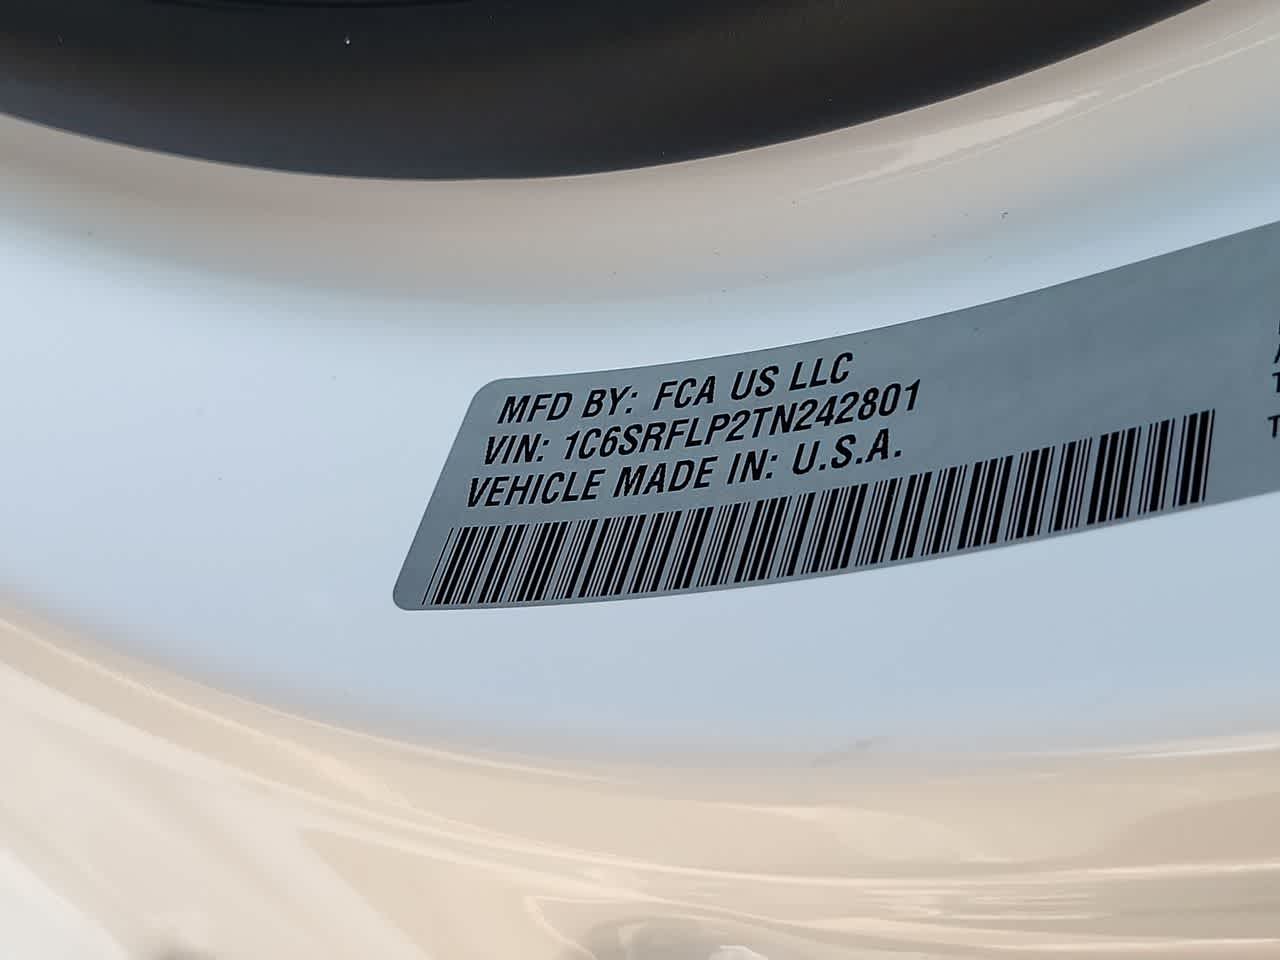 MFD BY: FCA US LLC
VIN: 1C6SRFLP2TN242801
VEHICLE MADE IN: U.S.A.